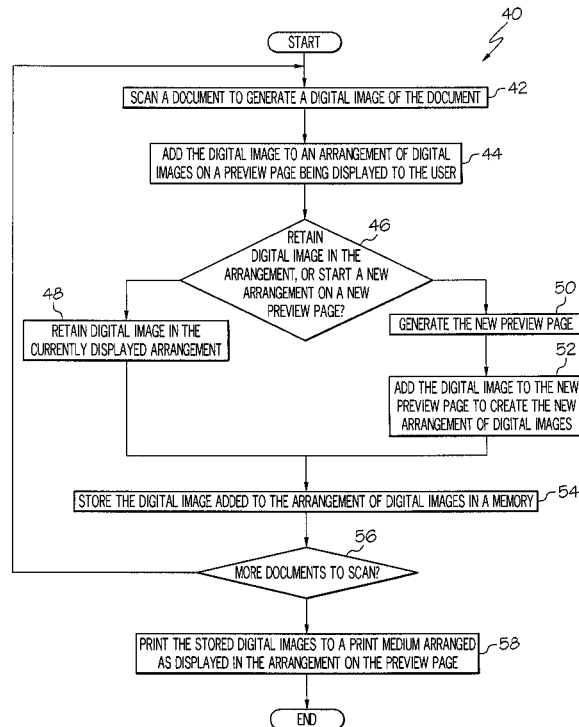 40
START
SCAN A DOCUMENT TO GENERATE A DIGITAL IMAGE OF THE DOCUMENT
42
ADD THE DIGITAL IMAGE TO AN ARRANGEMENT OF DIGITAL
IMAGES ON A PREVIEW PAGE BEING DISPLAYED TO THE USER
44
46
RETAIN
DIGITAL IMAGE IN THE
ARRANGEMENT, OR START A NEW
ARRANGEMENT ON A NEW
PREVIEW PAGE?
48
RETAIN DIGITAL IMAGE IN THE
CURRENTLY DISPLAYED ARRANGEMENT
50
GENERATE THE NEW PREVIEW PAGE
52
ADD THE DIGITAL IMAGE TO THE NEW
PREVIEW PAGE TO CREATE THE NEW
ARRANGEMENT OF DIGITAL IMAGES
STORE THE DIGITAL IMAGE ADDED TO THE ARRANGEMENT OF DIGITAL IMAGES IN A MEMORY
54
56
MORE DOCUMENTS TO SCAN?
PRINT THE STORED DIGITAL IMAGES TO A PRINT MEDIUM ARRANGED
AS DISPLAYED IN THE ARRANGEMENT ON THE PREVIEW PAGE
58
END